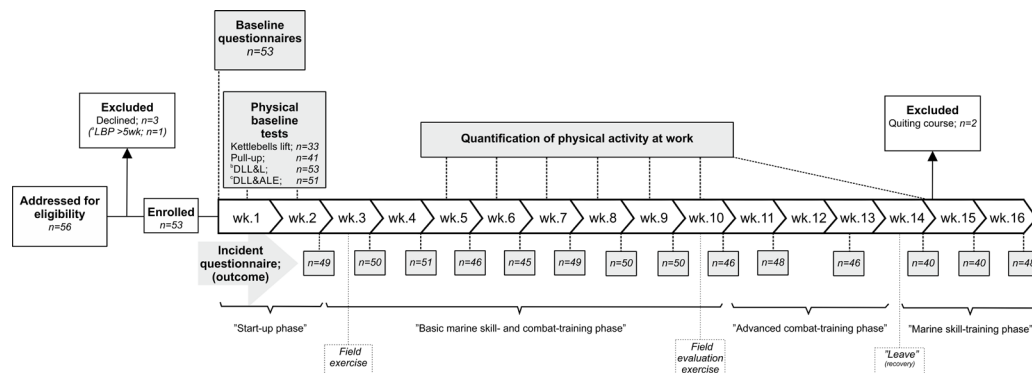 Baseline
questionnaires
n=53
Excluded
Declined; n=3
(ªLBP >5wk; n=1)
Physical
baseline
tests
Kettlebells lift; n=33
Pull-up; n=41
ᵇDLL&L; n=53
ᶜDLL&ALE; n=51
Quantification of physical activity at work
Excluded
Quiting course; n=2
Addressed for
eligibility
n=56
Enrolled
n=53
wk.1 wk.2 wk.3 wk.4 wk.5 wk.6 wk.7 wk.8 wk.9 wk.10 wk.11 wk.12 wk.13 wk.14 wk.15 wk.16
Incident
questionnaire;
(outcome)
n=49 n=50 n=51 n=46 n=45 n=49 n=50 n=50 n=46 n=48 n=46 n=40 n=40 n=48
"Start-up phase" "Basic marine skill- and combat-training phase" "Advanced combat-training phase" "Marine skill-training phase"
Field
exercise
Field
evaluation
exercise
"Leave"
(recovery)